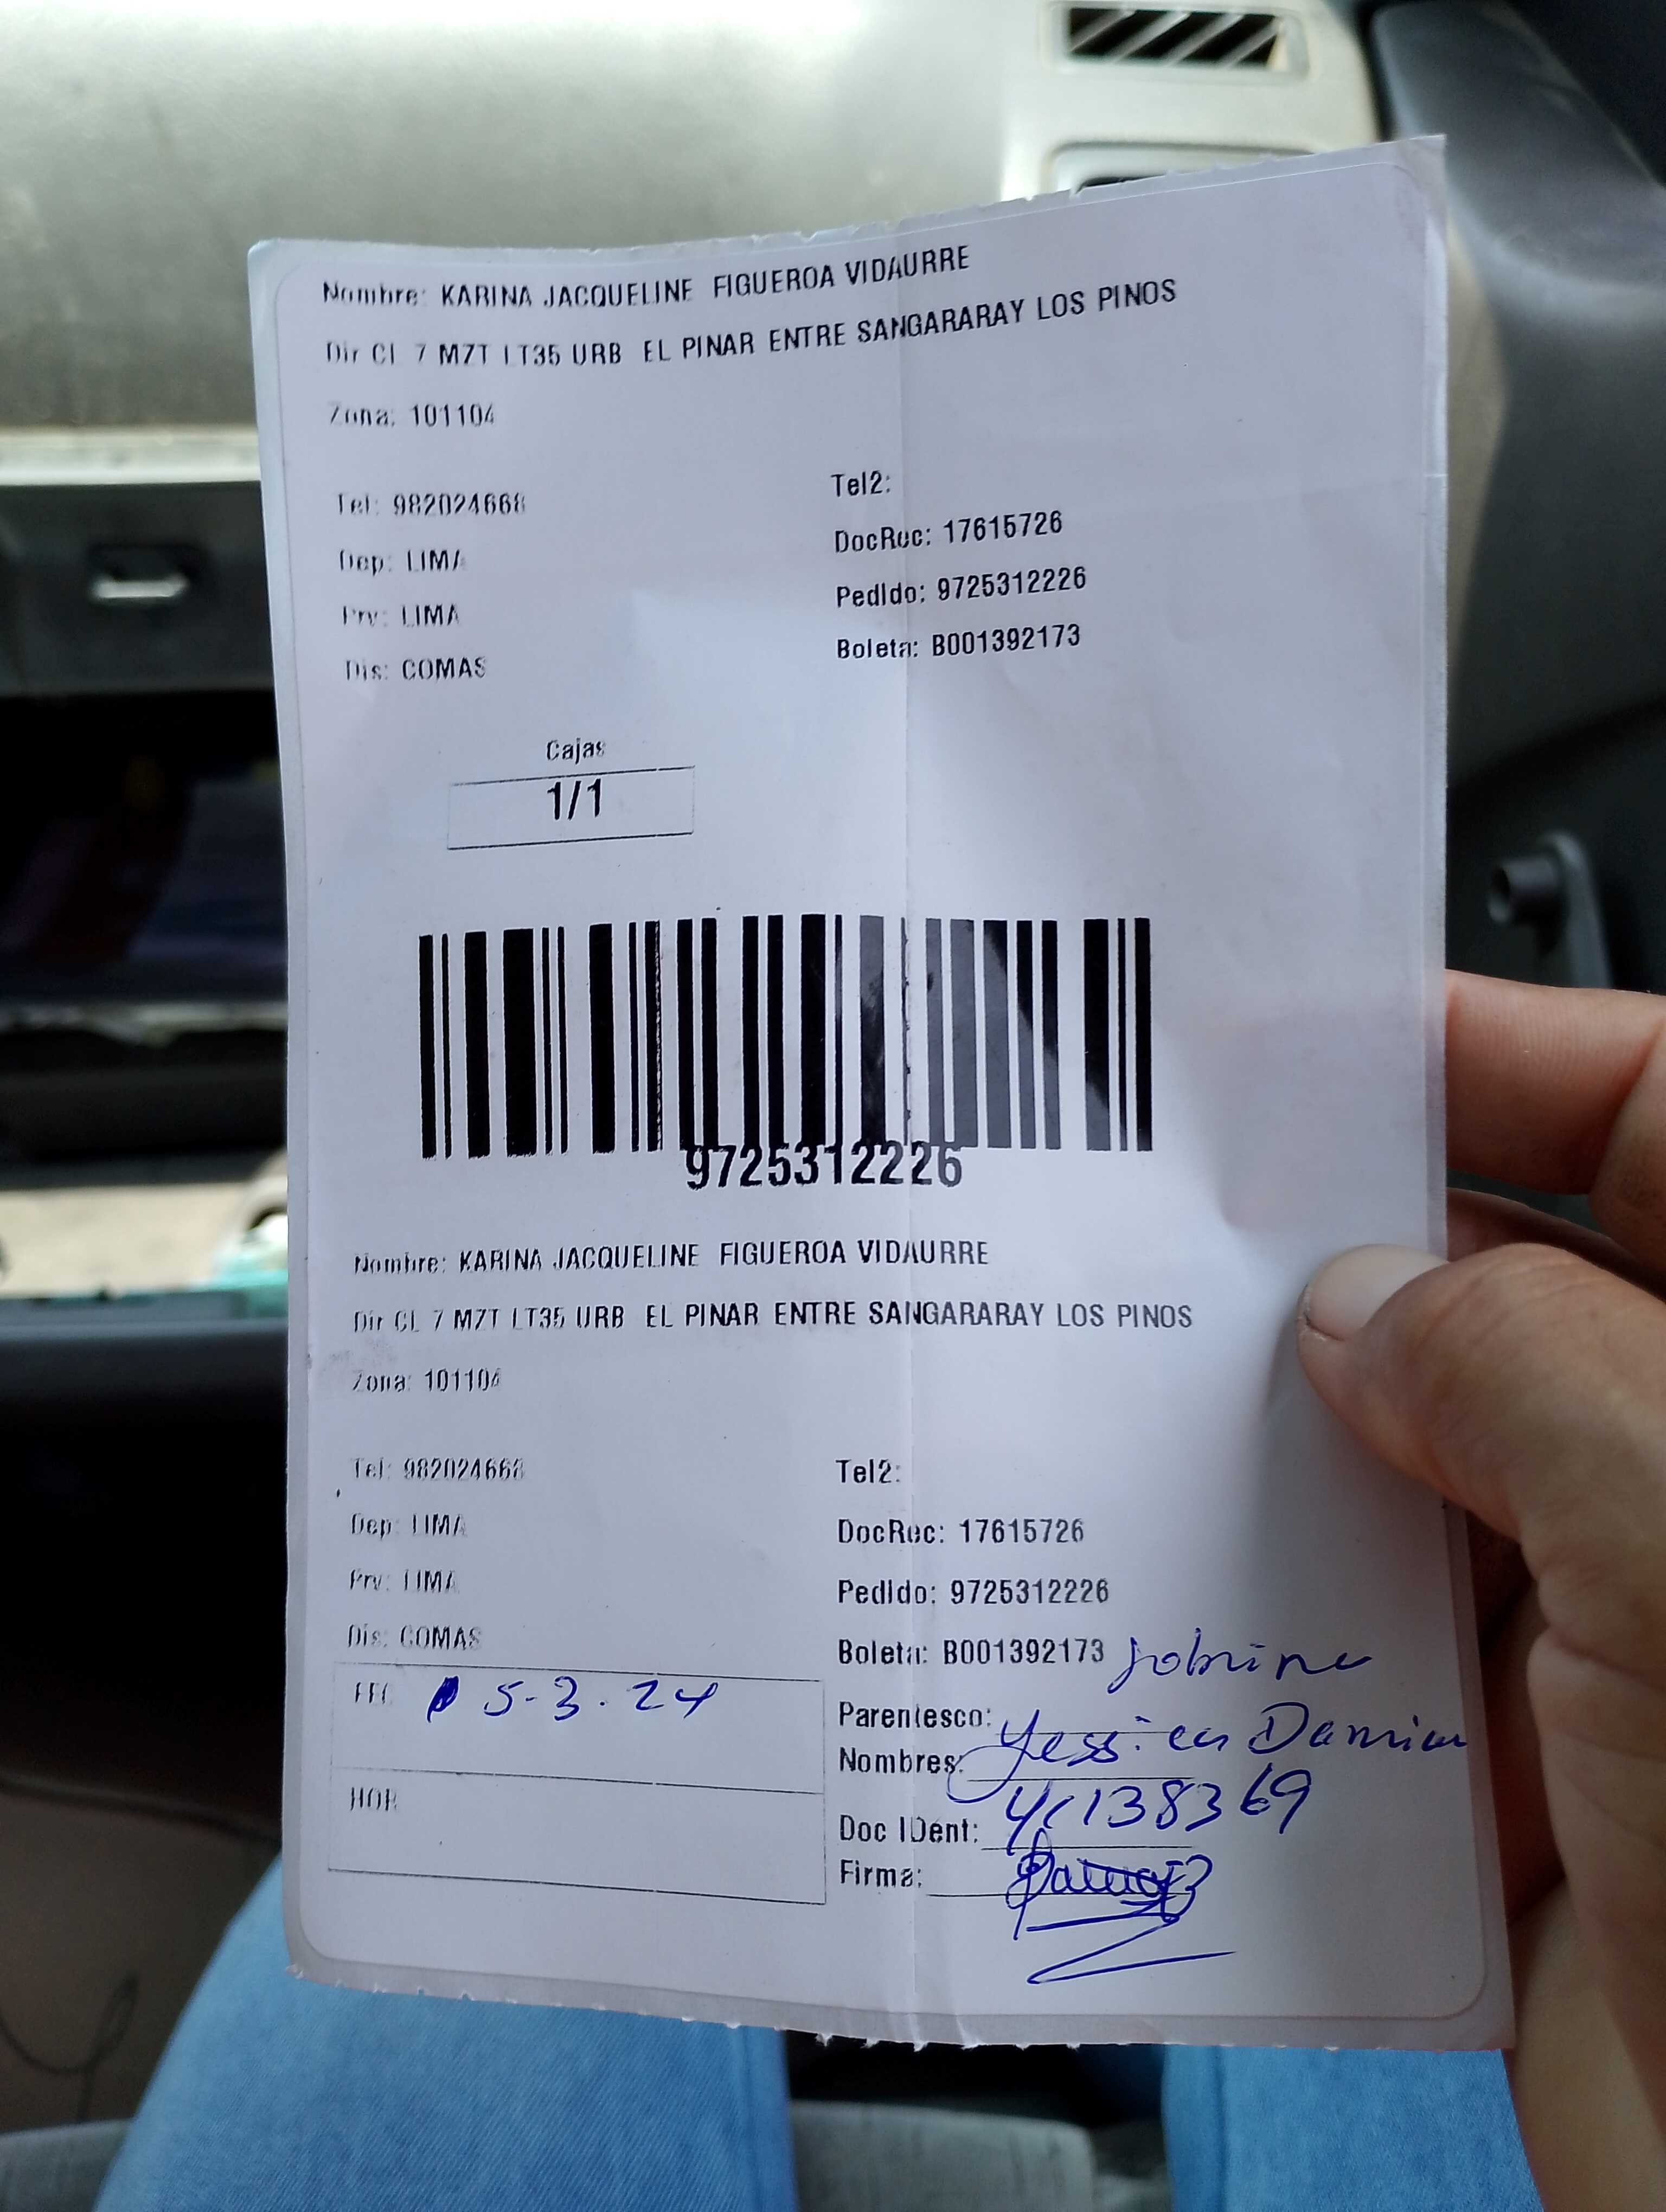 Nombre: KARINA JACQUELINE FIGUEROA VIDAURRE
Dir CL 7 MZT LT35 URB EL PINAR ENTRE SANGARARAY LOS PINOS
Zona: 101104
Tel: 982024668
Tel2:
DocRec: 17615726
Dep: LIMA
Pedido: 9725312226
Prv: LIMA
Boleta: B001392173
Dis: COMAS
Cajas
1/1
9725312226
Nombre: KARINA JACQUELINE FIGUEROA VIDAURRE
Dir CL 7 MZT LT35 URB EL PINAR ENTRE SANGARARAY LOS PINOS
Zona: 101104
Tel: 982024668
Tel2:
Dep: LIMA
DocRec: 17615726
Prv: LIMA
Pedido: 9725312226
Dis: COMAS
Boleta: B001392173
FEC 5-3.24
HOR
Parentesco: Sobrina
Nombres: Yessica Damian
Doc IDent:
Firma: